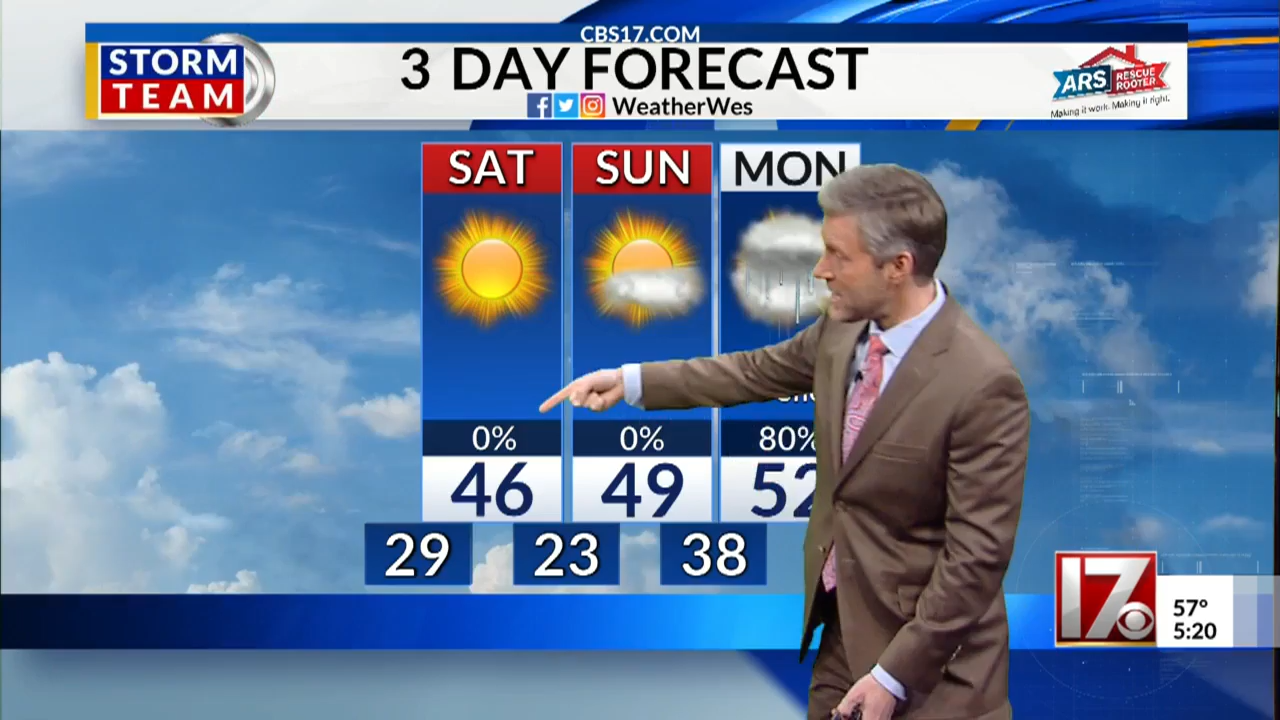 CBS17.COM
STORM
TEAM
3 DAY FORECAST
WeatherWes
ARS
RESCUE
ROOTER
Making it work. Making it right.
SAT
SUN
MON
0%
0%
80%
46
49
52
29
23
38
17
57°
5:20